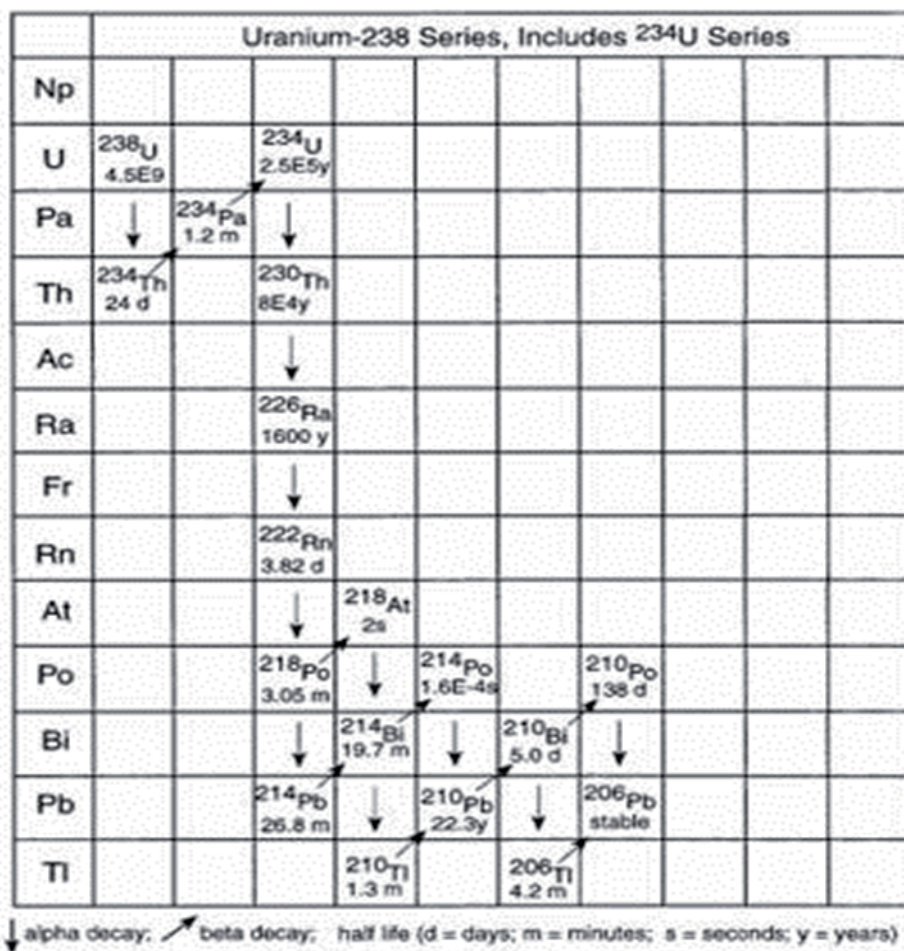 Uranium-238 Series, Includes ²³⁴U Series
Np
U ²³⁸U ²³⁴U
4.5E9 2.5E5y
Pa ²³⁴Pa
1.2 m
Th ²³⁴Th ²³⁰Th
24 d 8E4y
Ac
Ra ²²⁶Ra
1600 y
Fr
Rn ²²²Rn
3.82 d
At ²¹⁸At
2s
Po ²¹⁸Po ²¹⁴Po ²¹⁰Po
3.05 m 1.6E-4s 138 d
Bi ²¹⁴Bi ²¹⁰Bi
19.7 m 5.0 d
Pb ²¹⁴Pb ²¹⁰Pb ²⁰⁶Pb
26.8 m 22.3y stable
Tl ²¹⁰Tl ²⁰⁶Tl
1.3 m 4.2 m
alpha decay; beta decay; half life (d = days; m = minutes; s = seconds; y = years)